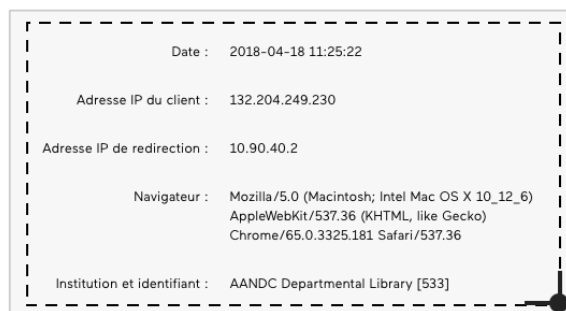 Date : 2018-04-18 11:25:22
Adresse IP du client : 132.204.249.230
Adresse IP de redirection : 10.90.40.2
Navigateur : Mozilla/5.0 (Macintosh; Intel Mac OS X 10_12_6)
AppleWebKit/537.36 (KHTML, like Gecko)
Chrome/65.0.3325.181 Safari/537.36
Institution et identifiant : AANDC Departmental Library [533]